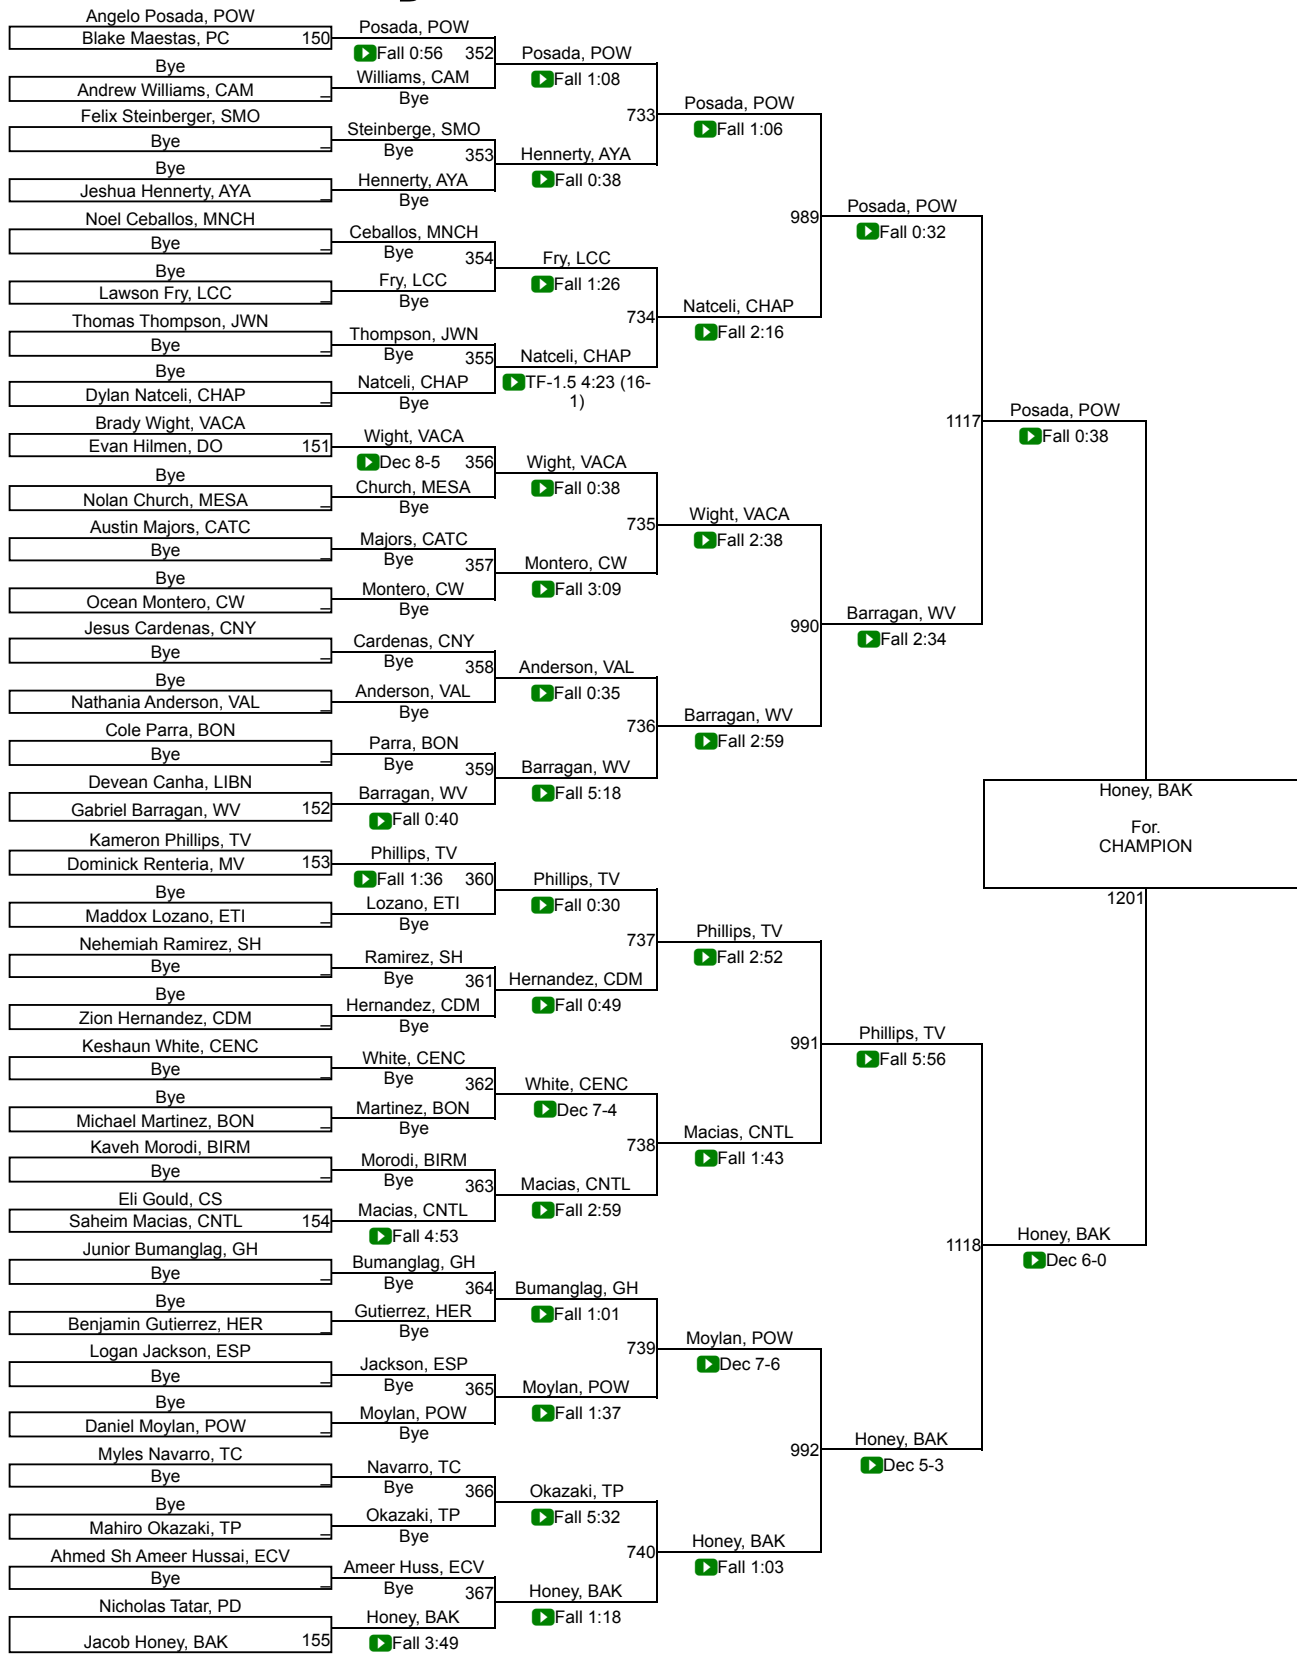 Angelo Posada, POW
Blake Maestas, PC 150
Bye
Andrew Williams, CAM _
Felix Steinberger, SMO
Bye _
Bye
Jeshua Hennerty, AYA _
Noel Ceballos, MNCH
Bye _
Bye
Lawson Fry, LCC _
Thomas Thompson, JWN
Bye _
Bye
Dylan Natceli, CHAP _
Brady Wight, VACA
Evan Hilmen, DO 151
Bye
Nolan Church, MESA _
Austin Majors, CATC
Bye _
Bye
Ocean Montero, CW _
Jesus Cardenas, CNY
Bye _
Bye
Nathania Anderson, VAL _
Cole Parra, BON
Bye _
Devean Canha, LIBN
Gabriel Barragan, WV 152
Kameron Phillips, TV
Dominick Renteria, MV 153
Bye
Maddox Lozano, ETI _
Nehemiah Ramirez, SH
Bye _
Bye
Zion Hernandez, CDM _
Keshaun White, CENC
Bye _
Bye
Michael Martinez, BON _
Kaveh Morodi, BIRM
Bye _
Eli Gould, CS
Saheim Macias, CNTL 154
Junior Bumanglag, GH
Bye _
Bye
Benjamin Gutierrez, HER _
Logan Jackson, ESP
Bye _
Bye
Daniel Moylan, POW _
Myles Navarro, TC
Bye _
Bye
Mahiro Okazaki, TP _
Ahmed Sh Ameer Hussai, ECV
Bye _
Nicholas Tatar, PD
Jacob Honey, BAK 155
Posada, POW
Fall 0:56 352
Williams, CAM
Bye
Steinberge, SMO
Bye 353
Hennerty, AYA
Bye
Ceballos, MNCH
Bye 354
Fry, LCC
Bye
Thompson, JWN
Bye 355
Natceli, CHAP
Bye
Wight, VACA
Dec 8-5 356
Church, MESA
Bye
Majors, CATC
Bye 357
Montero, CW
Bye
Cardenas, CNY
Bye 358
Anderson, VAL
Bye
Parra, BON
Bye 359
Barragan, WV
Fall 0:40
Phillips, TV
Fall 1:36 360
Lozano, ETI
Bye
Ramirez, SH
Bye 361
Hernandez, CDM
Bye
White, CENC
Bye 362
Martinez, BON
Bye
Morodi, BIRM
Bye 363
Macias, CNTL
Fall 4:53
Bumanglag, GH
Bye 364
Gutierrez, HER
Bye
Jackson, ESP
Bye 365
Moylan, POW
Bye
Navarro, TC
Bye 366
Okazaki, TP
Bye
Ameer Huss, ECV
Bye 367
Honey, BAK
Fall 3:49
Posada, POW
Fall 1:08
733
Hennerty, AYA
Fall 0:38
Fry, LCC
Fall 1:26
734
Natceli, CHAP
TF-1.5 4:23 (16-
1)
Wight, VACA
Fall 0:38
735
Montero, CW
Fall 3:09
Anderson, VAL
Fall 0:35
736
Barragan, WV
Fall 5:18
Phillips, TV
Fall 0:30
737
Hernandez, CDM
Fall 0:49
White, CENC
Dec 7-4
738
Macias, CNTL
Fall 2:59
Bumanglag, GH
Fall 1:01
739
Moylan, POW
Fall 1:37
Okazaki, TP
Fall 5:32
740
Honey, BAK
Fall 1:18
Posada, POW
Fall 1:06
989
Natceli, CHAP
Fall 2:16
Wight, VACA
Fall 2:38
990
Barragan, WV
Fall 2:59
Phillips, TV
Fall 2:52
991
Macias, CNTL
Fall 1:43
Moylan, POW
Dec 7-6
992
Honey, BAK
Fall 1:03
Posada, POW
Fall 0:32
1117
Barragan, WV
Fall 2:34
Phillips, TV
Fall 5:56
1118
Honey, BAK
Dec 5-3
Posada, POW
Fall 0:38
Honey, BAK
For.
CHAMPION
1201
Honey, BAK
Dec 6-0